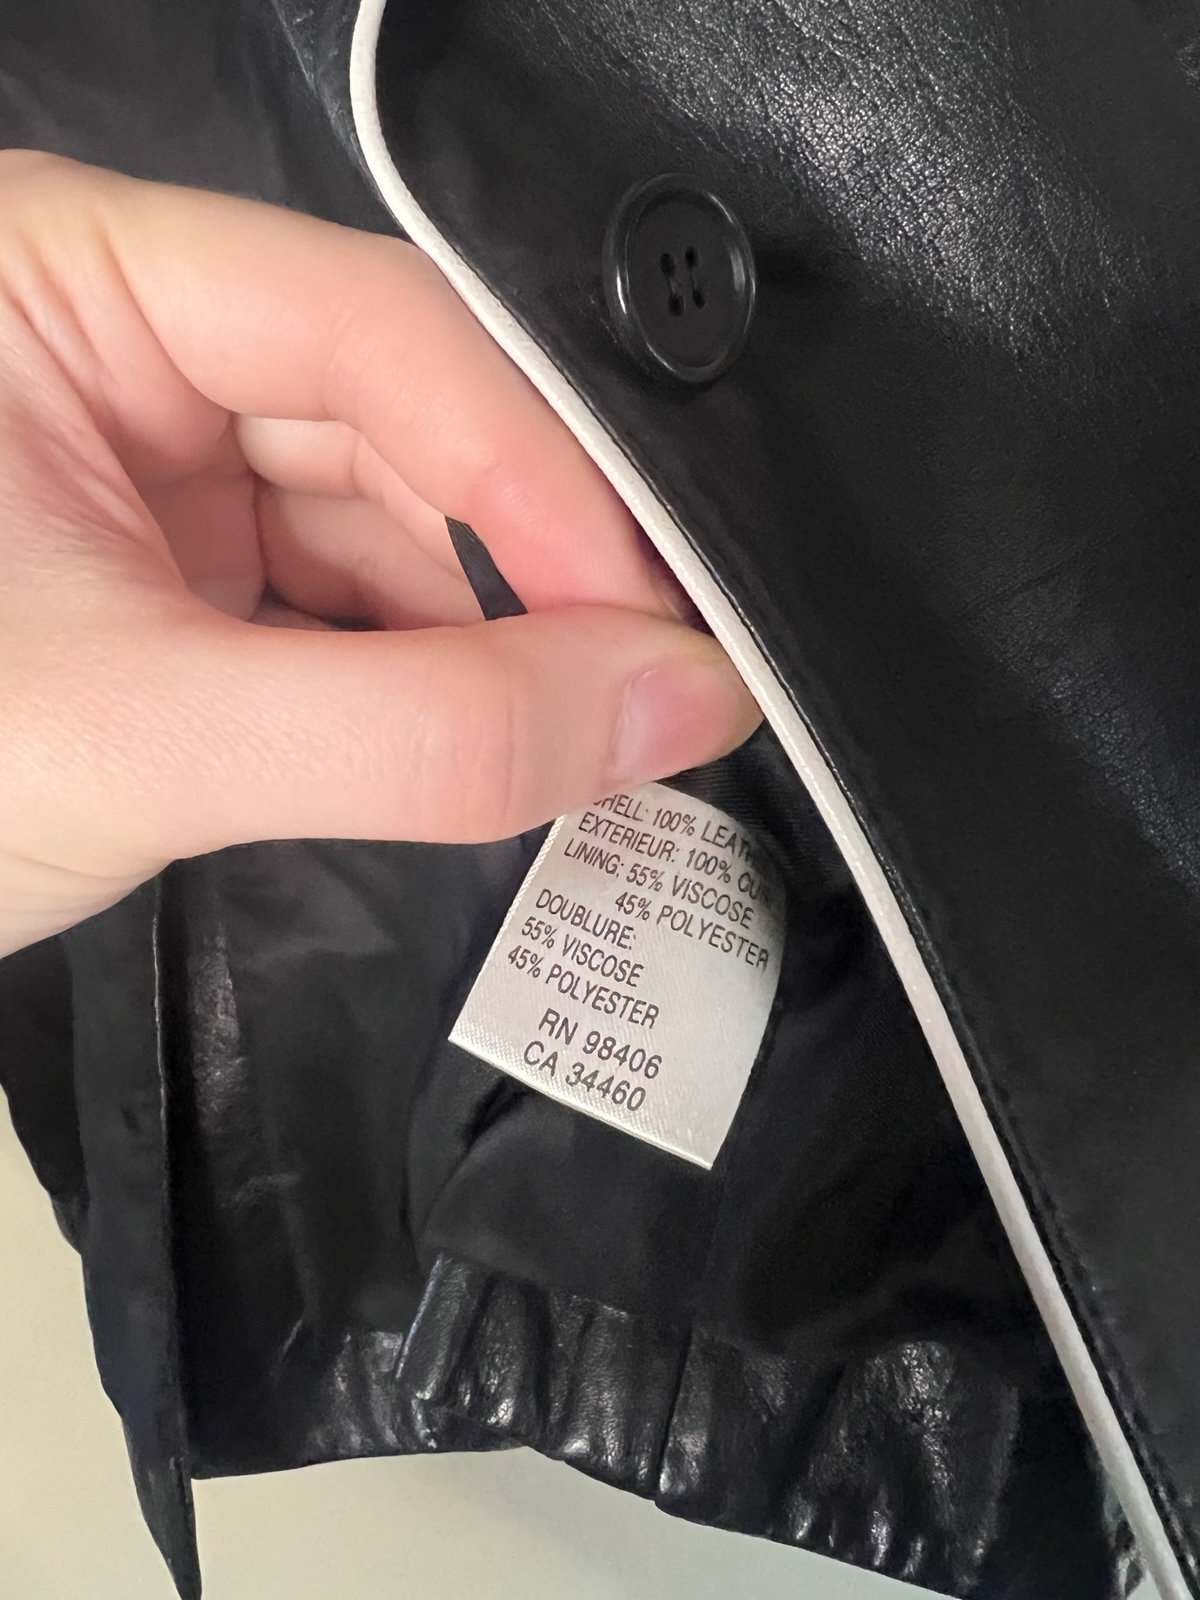 SHELL: 100% LEATHER
EXTERIEUR: 100% CUIR
LINING: 55% VISCOSE
45% POLYESTER
DOUBLURE:
55% VISCOSE
45% POLYESTER
RN 98406
CA 34460